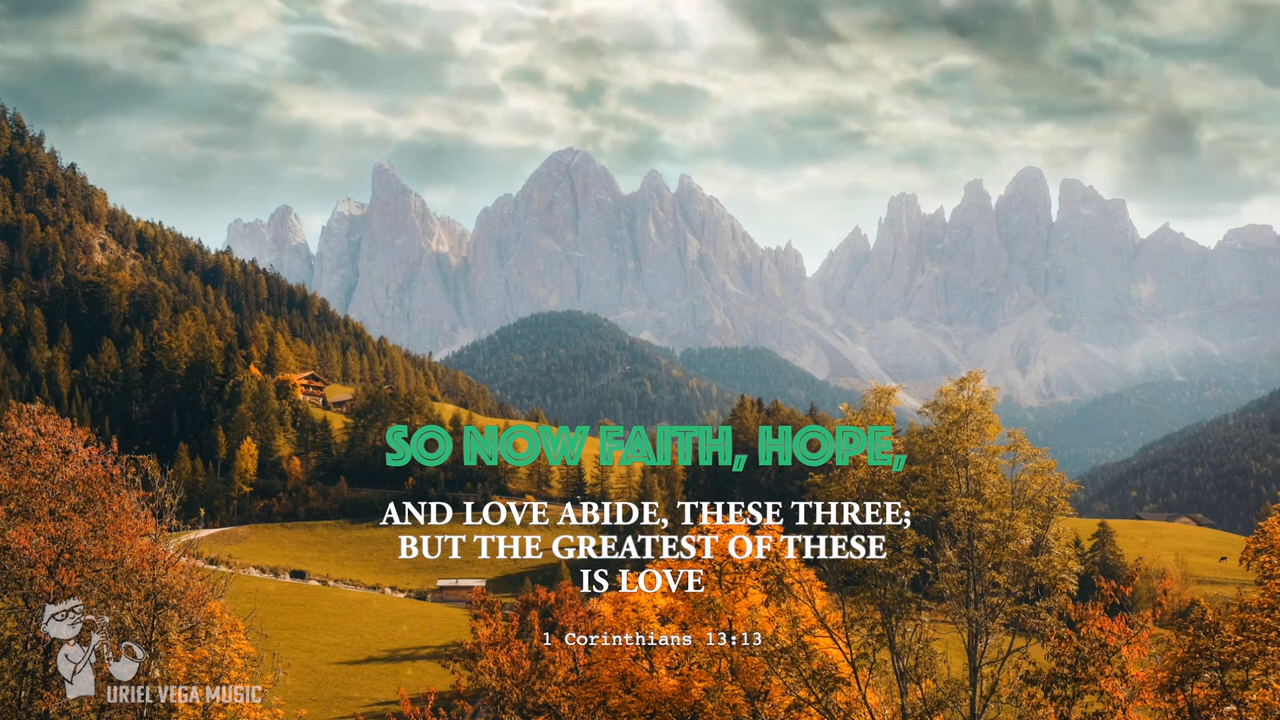 SO NOW FAITH, HOPE,
AND LOVE ABIDE, THESE THREE;
BUT THE GREATEST OF THESE
IS LOVE
1 Corinthians 13:13
URIEL VEGA MUSIC